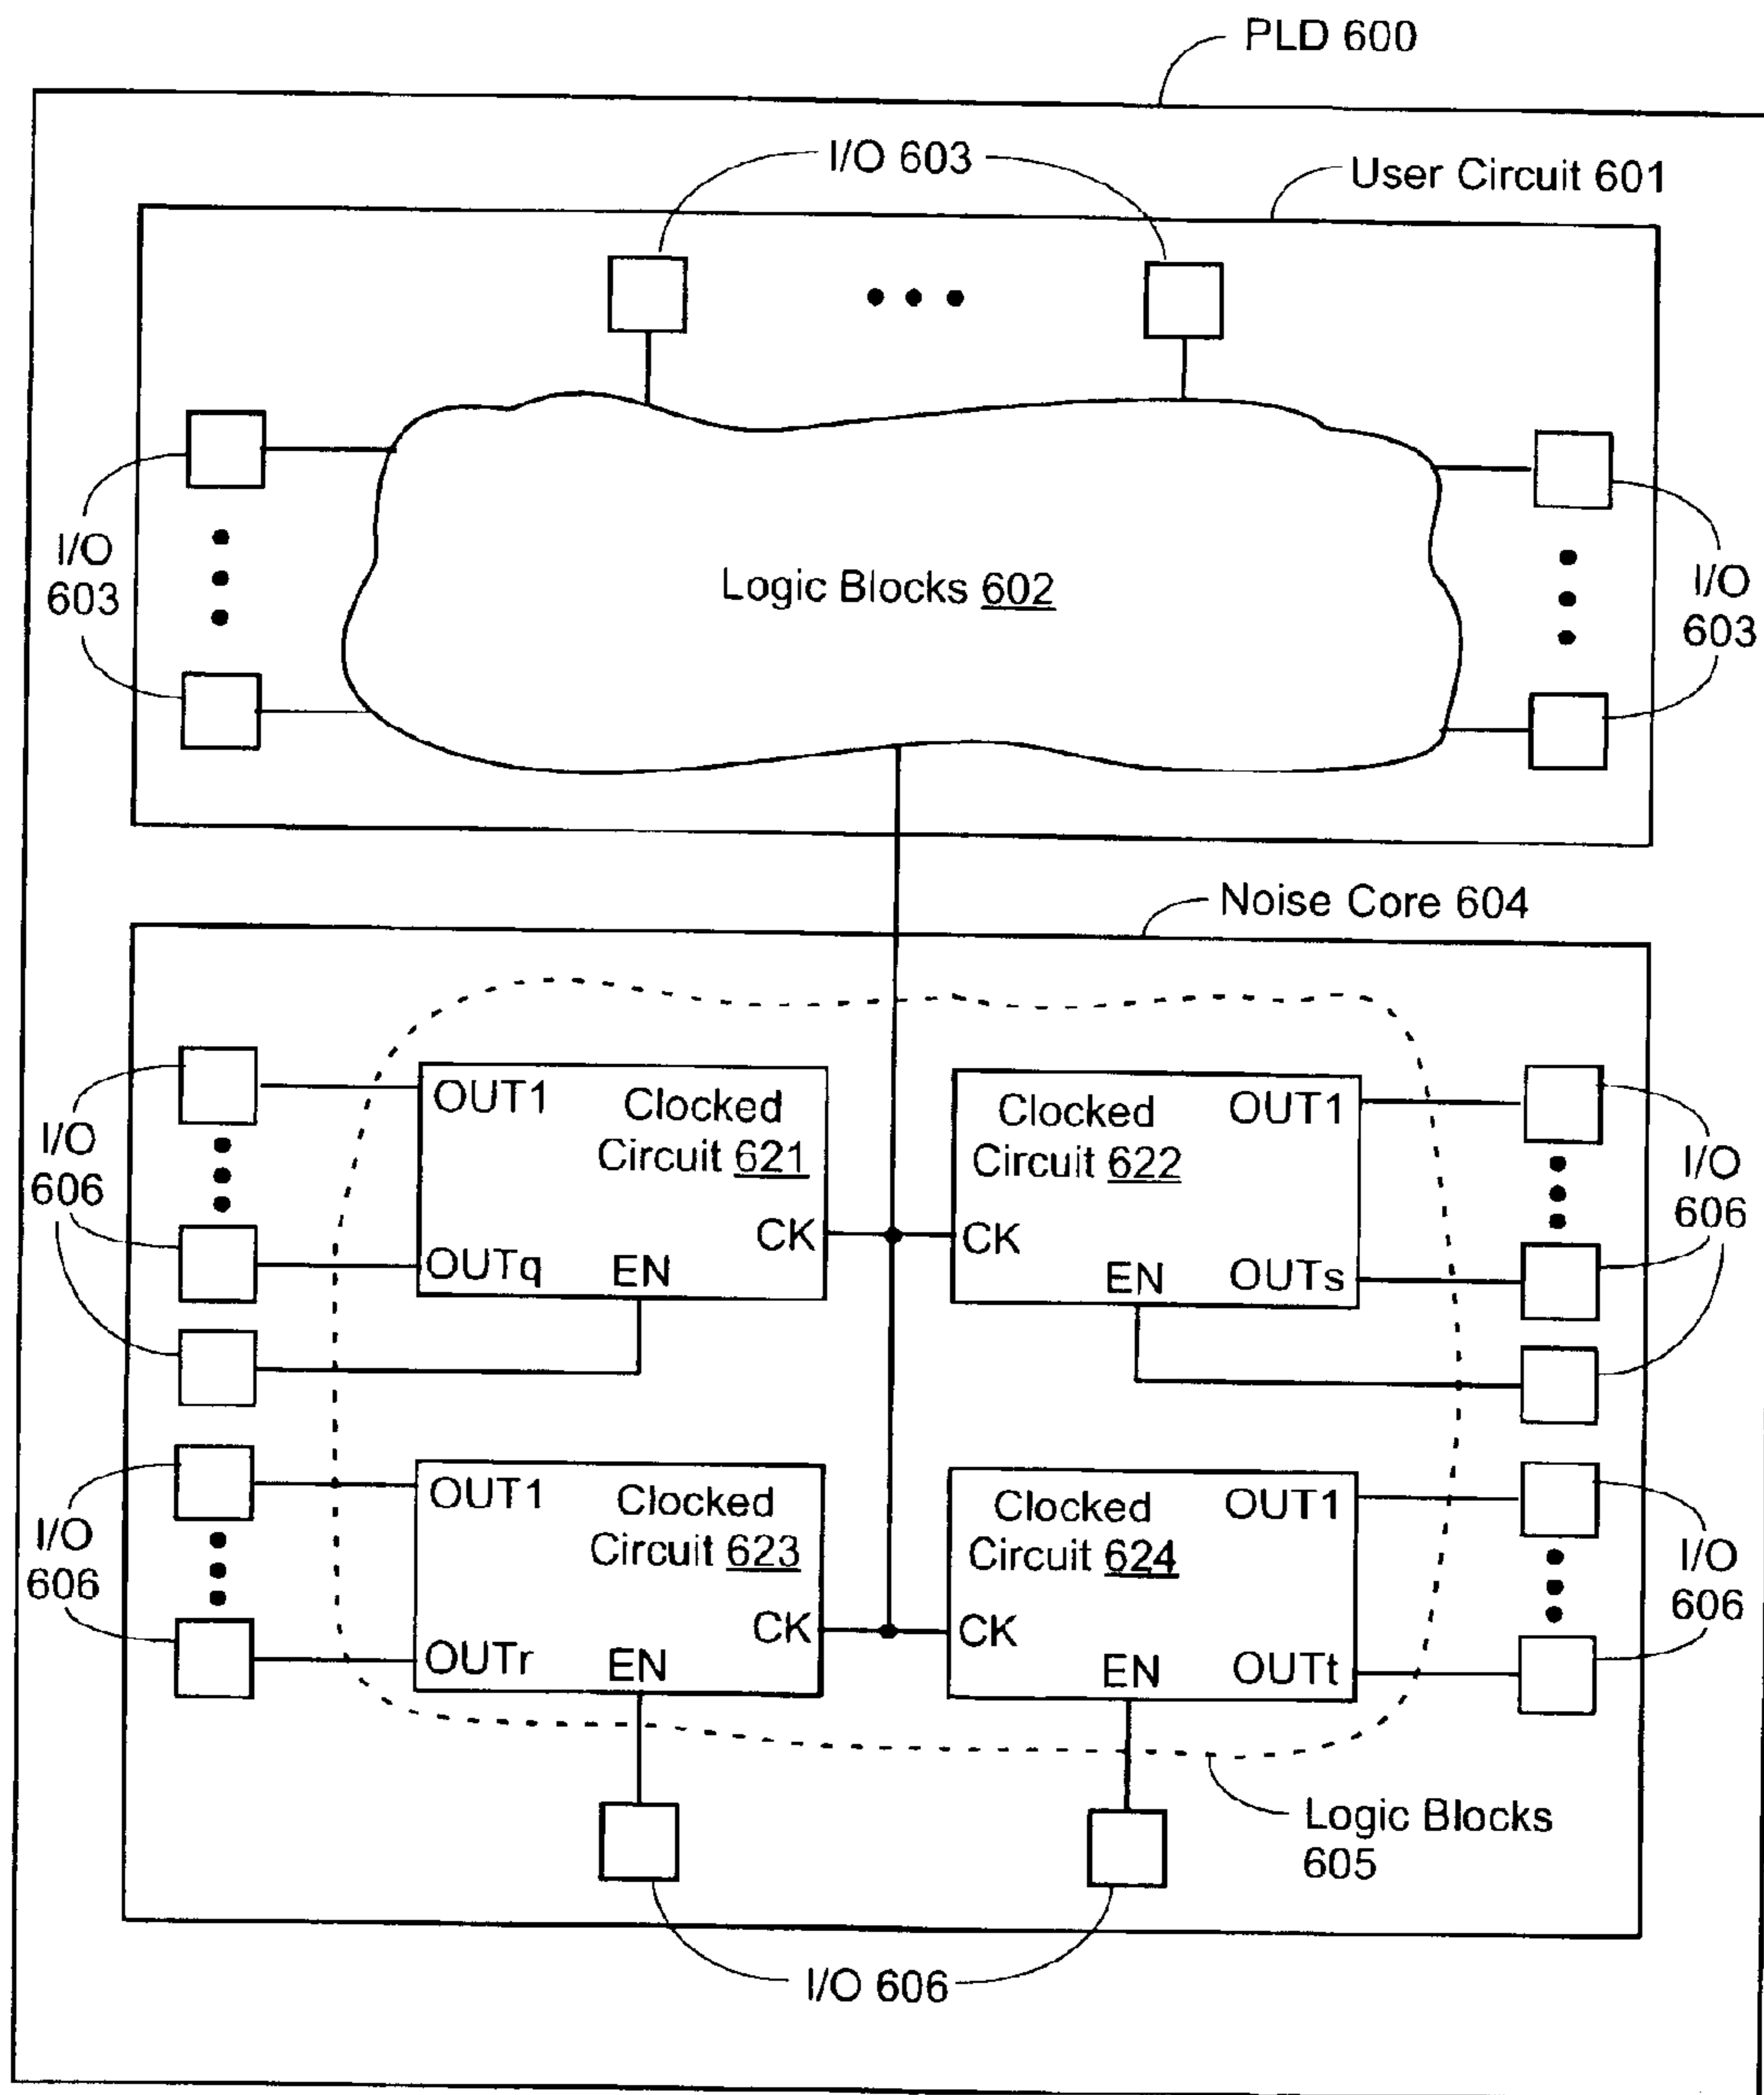 PLD 600
I/O 603
User Circuit 601
I/O
603
Logic Blocks 602
I/O
603
Noise Core 604
I/O
606
OUT1
Clocked
Circuit 621
CK
OUTq
EN
Clocked
Circuit 622
OUT1
CK
EN
OUTs
I/O
606
I/O
606
OUT1
Clocked
Circuit 623
CK
OUTr
EN
Clocked
Circuit 624
OUT1
CK
EN
OUTt
I/O
606
Logic Blocks
605
I/O 606